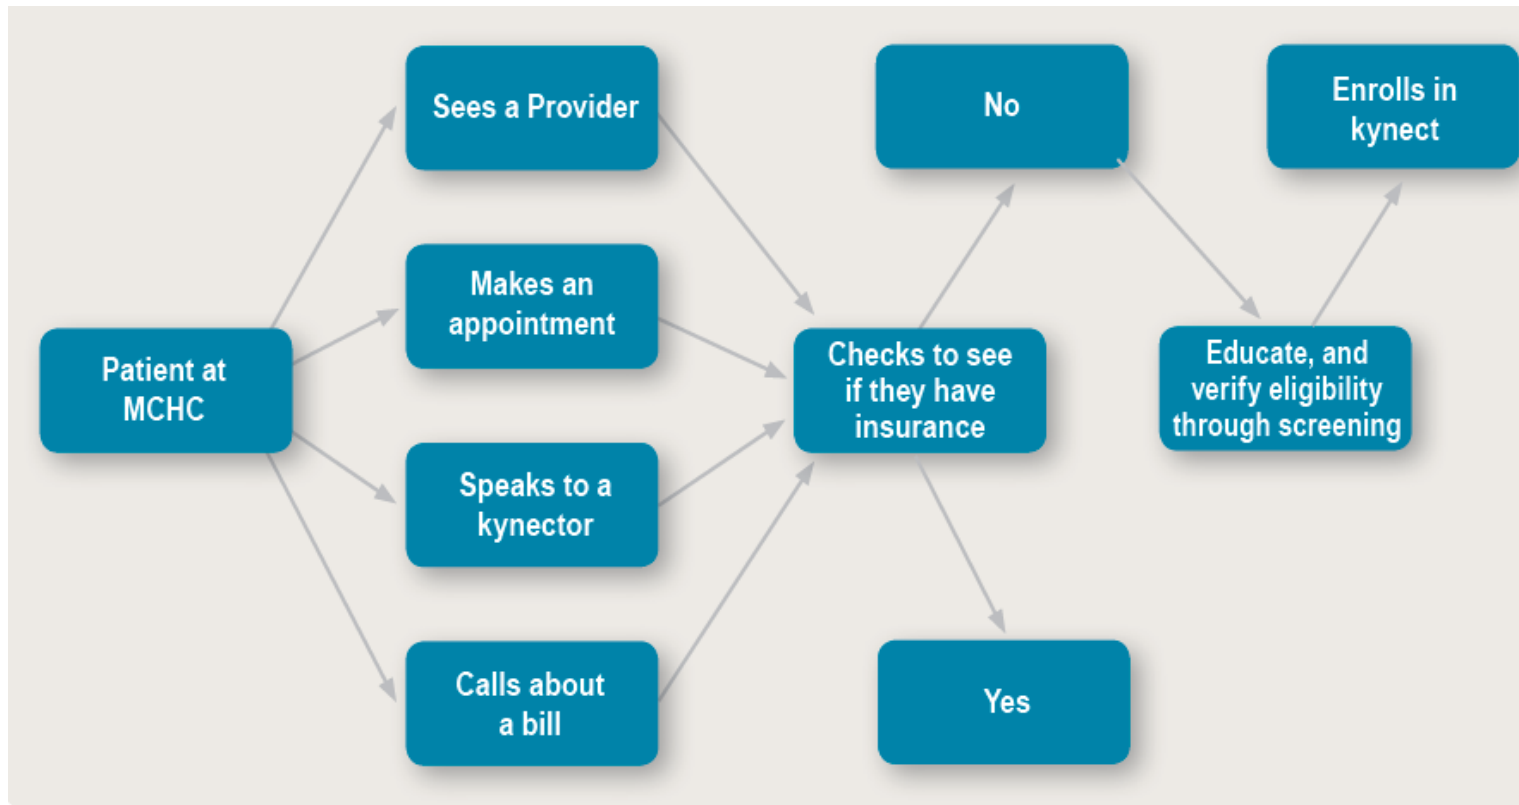 Patient at
MCHC
Sees a Provider
Makes an
appointment
Speaks to a
kynector
Calls about
a bill
Checks to see
if they have
insurance
No
Yes
Educate, and
verify eligibility
through screening
Enrolls in
kynect